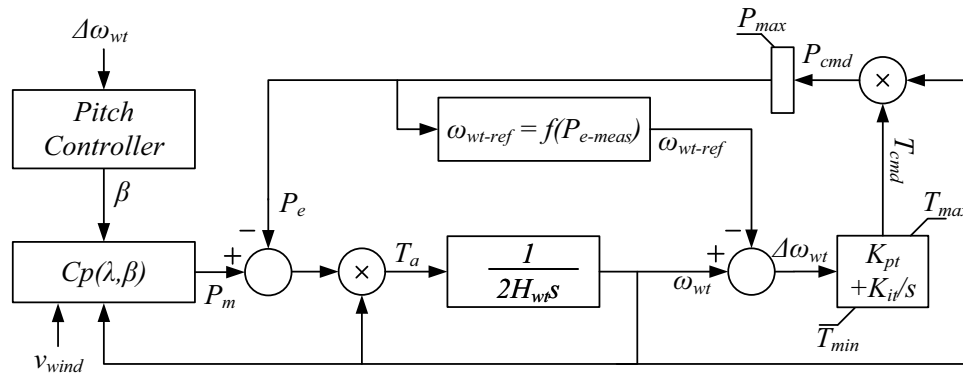 Δω_wt
Pitch
Controller
β
Cp(λ,β)
v_wind
P_m
+
−
P_e
×
T_a
1
2H_wt s
ω_wt-ref = f(P_e-meas)
ω_wt-ref
ω_wt
+
−
Δω_wt
K_pt
+K_it/s
T_max
T_min
T_cmd
×
P_cmd
P_max